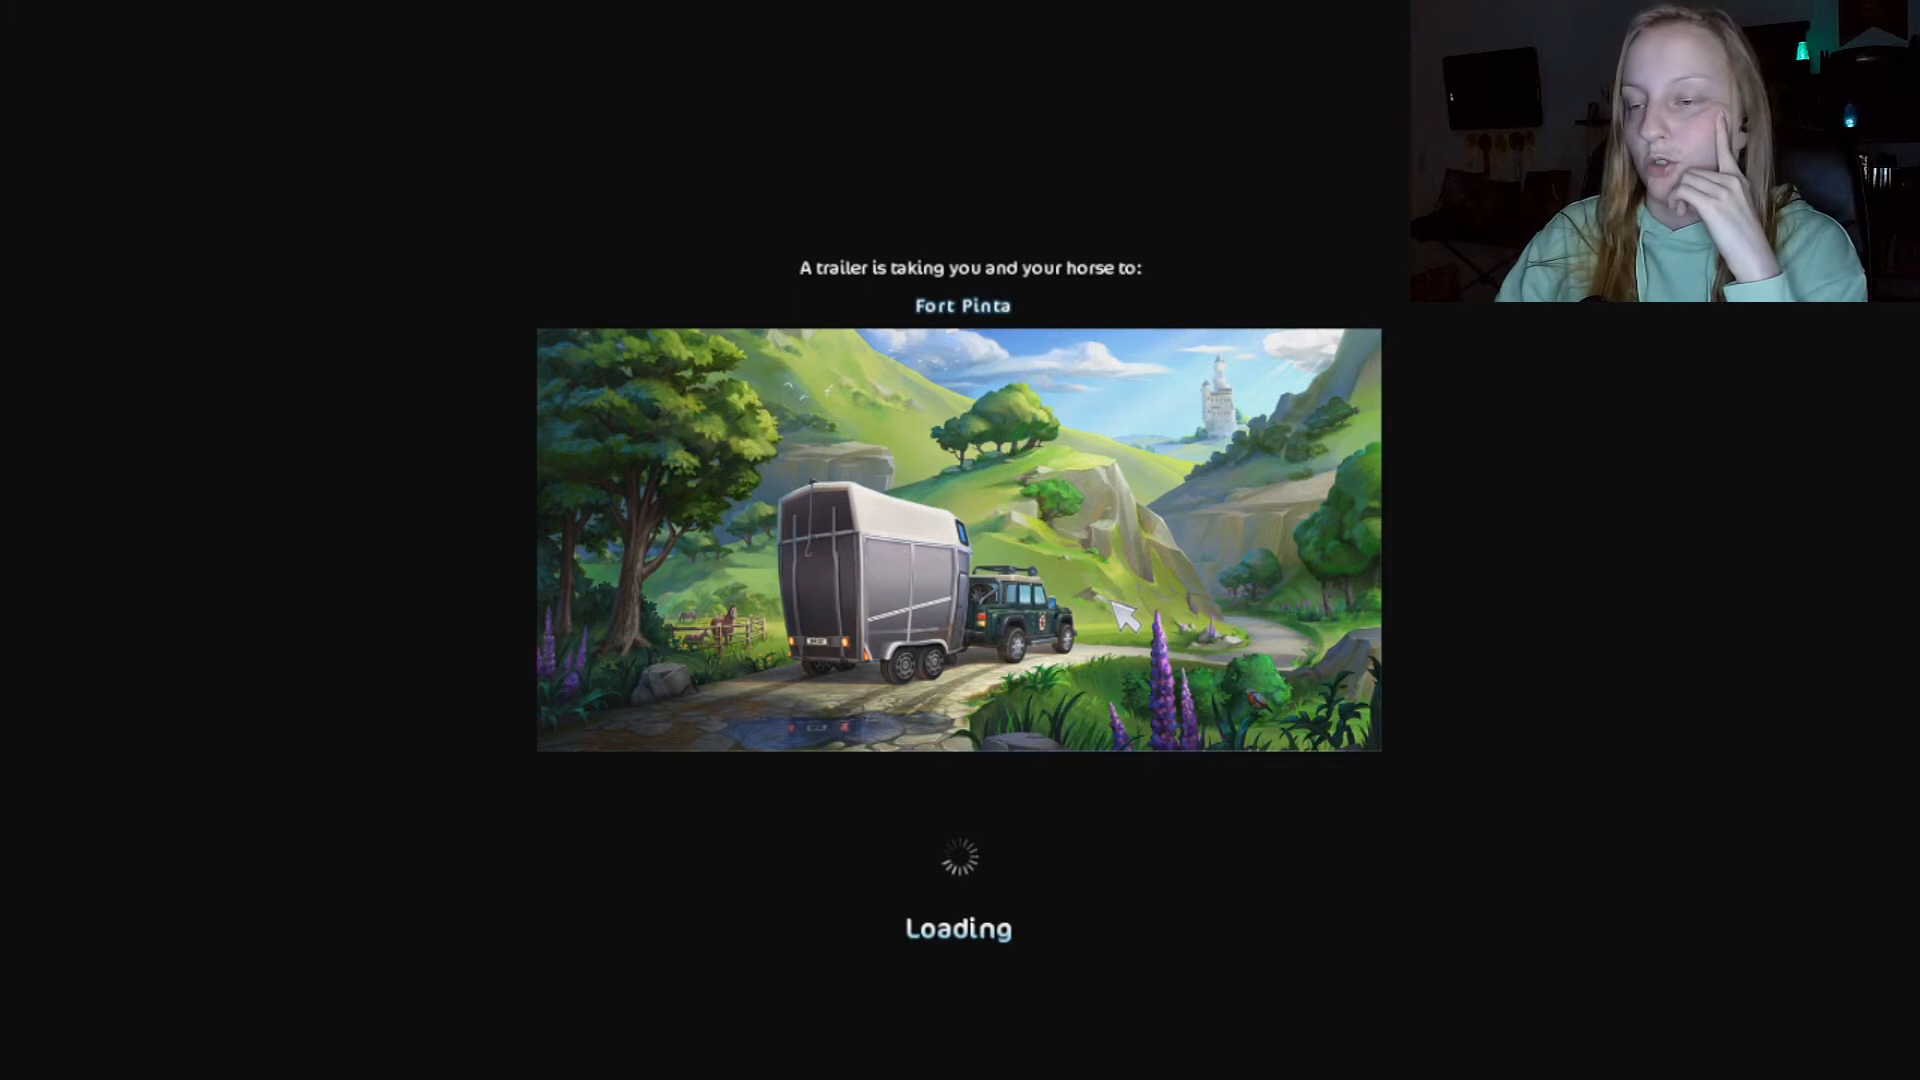 A trailer is taking you and your horse to:
Fort Pinta
Loading